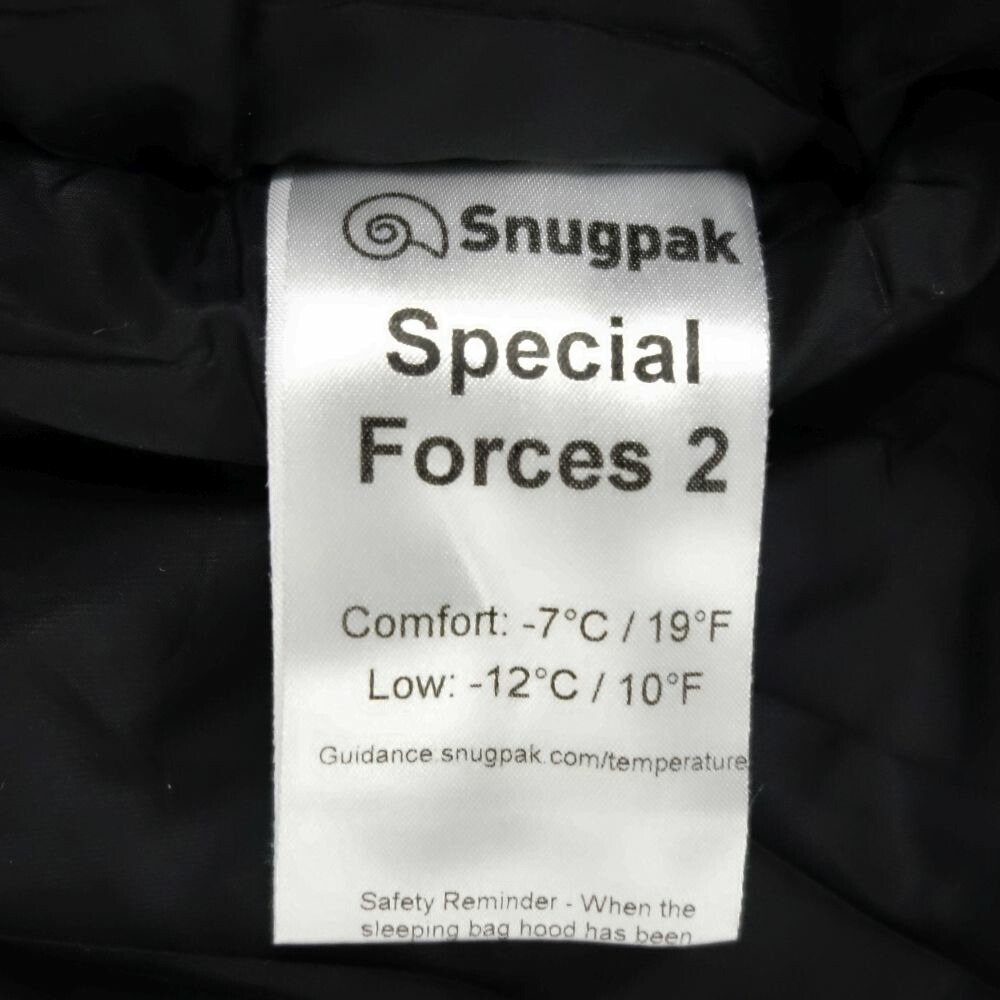 Snugpak
Special
Forces 2
Comfort: -7°C / 19°F
Low: -12°C / 10°F
Guidance snugpak.com/temperature
Safety Reminder - When the
sleeping bag hood has been